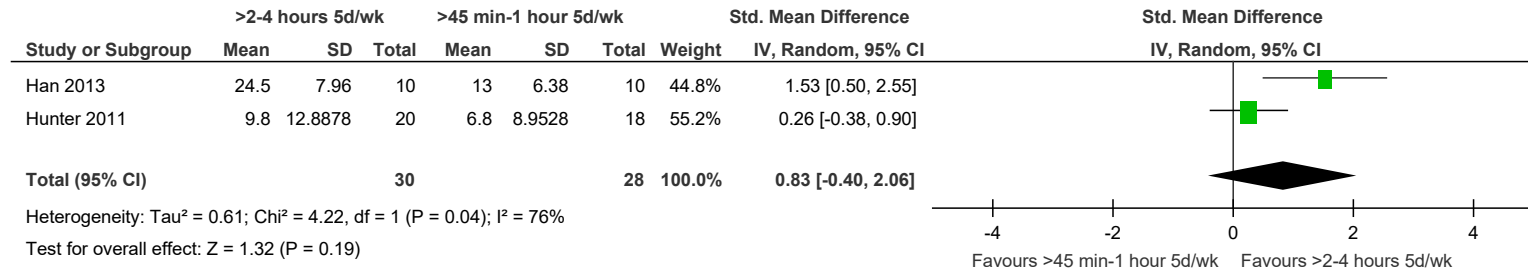 >2-4 hours 5d/wk >45 min-1 hour 5d/wk Std. Mean Difference Std. Mean Difference
Study or Subgroup Mean SD Total Mean SD Total Weight IV, Random, 95% CI IV, Random, 95% CI
Han 2013 24.5 7.96 10 13 6.38 10 44.8% 1.53 [0.50, 2.55]
Hunter 2011 9.8 12.8878 20 6.8 8.9528 18 55.2% 0.26 [-0.38, 0.90]
Total (95% CI) 30 28 100.0% 0.83 [-0.40, 2.06]
Heterogeneity: Tau² = 0.61; Chi² = 4.22, df = 1 (P = 0.04); I² = 76%
Test for overall effect: Z = 1.32 (P = 0.19)
-4 -2 0 2 4
Favours >45 min-1 hour 5d/wk Favours >2-4 hours 5d/wk